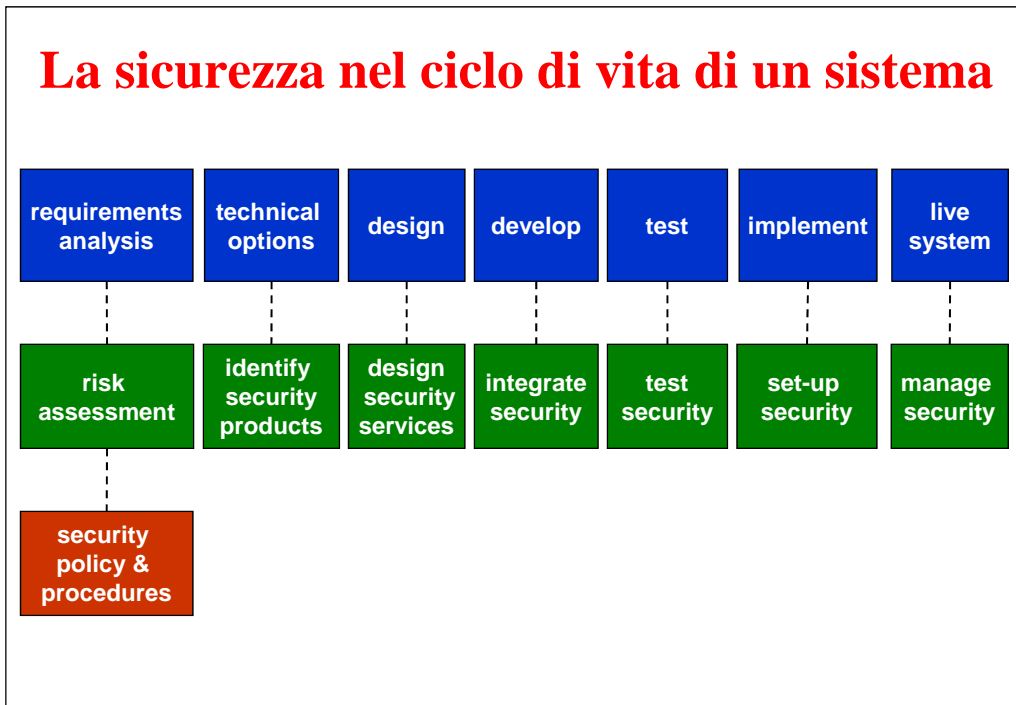 La sicurezza nel ciclo di vita di un sistema
requirements
analysis
technical
options
design
develop
test
implement
live
system
risk
assessment
identify
security
products
design
security
services
integrate
security
test
security
set-up
security
manage
security
security
policy &
procedures